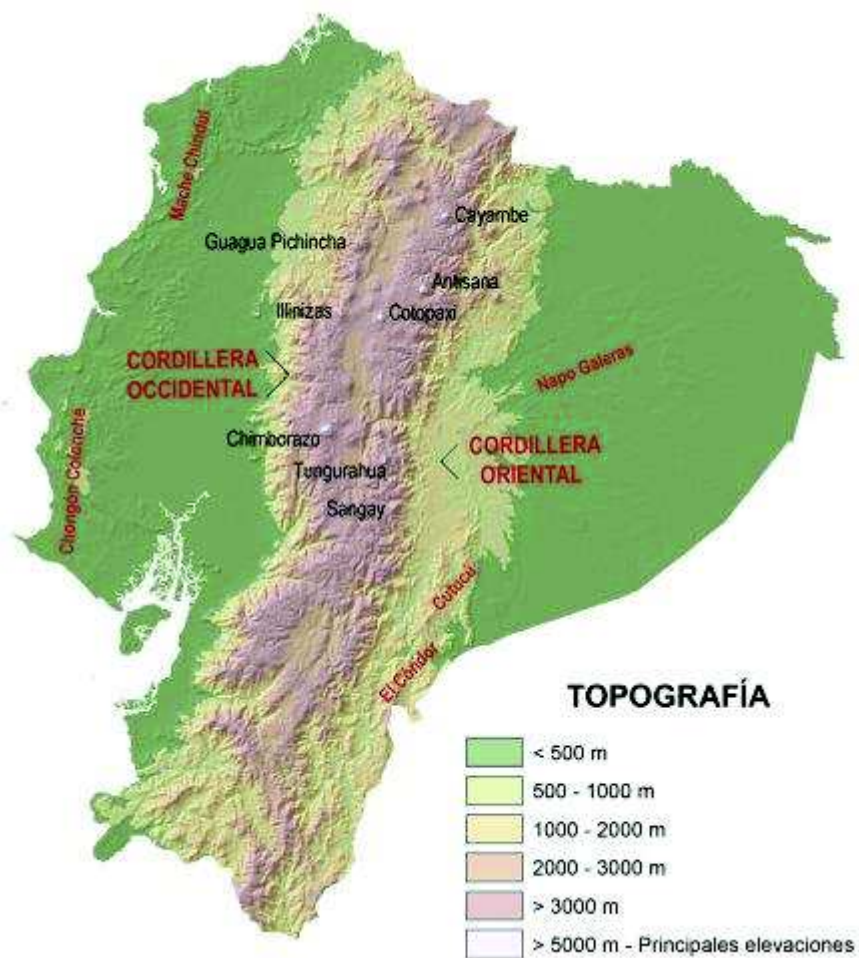 Mache Chindul
Cayambe
Guagua Pichincha
Antisana
Illinizas
Cotopaxi
CORDILLERA
OCCIDENTAL
Napo Galeras
Chongón Colonche
Chimborazo
CORDILLERA
ORIENTAL
Tungurahua
Sangay
Cutucú
El Cóndor
TOPOGRAFÍA
< 500 m
500 - 1000 m
1000 - 2000 m
2000 - 3000 m
> 3000 m
> 5000 m - Principales elevaciones